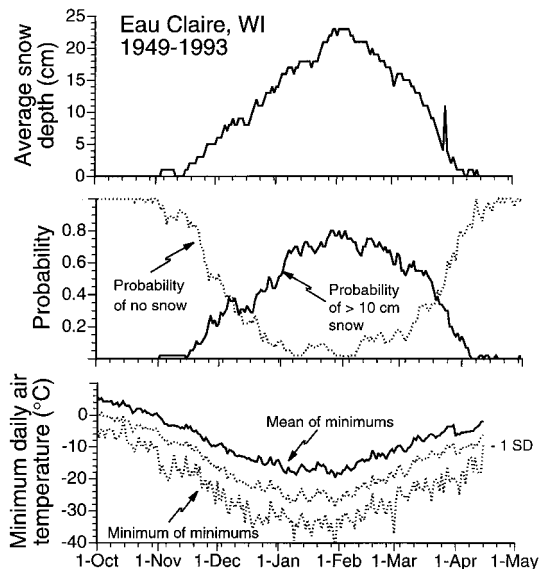 Eau Claire, WI
1949-1993
Average snow
depth (cm)
25
20
15
10
5
0
Probability
0.8
0.6
0.4
0.2
Probability
of no snow
Probability
of > 10 cm
snow
Minimum daily air
temperature (°C)
0
-10
-20
-30
-40
Mean of minimums
- 1 SD
Minimum of minimums
1-Oct 1-Nov 1-Dec 1-Jan 1-Feb 1-Mar 1-Apr 1-May